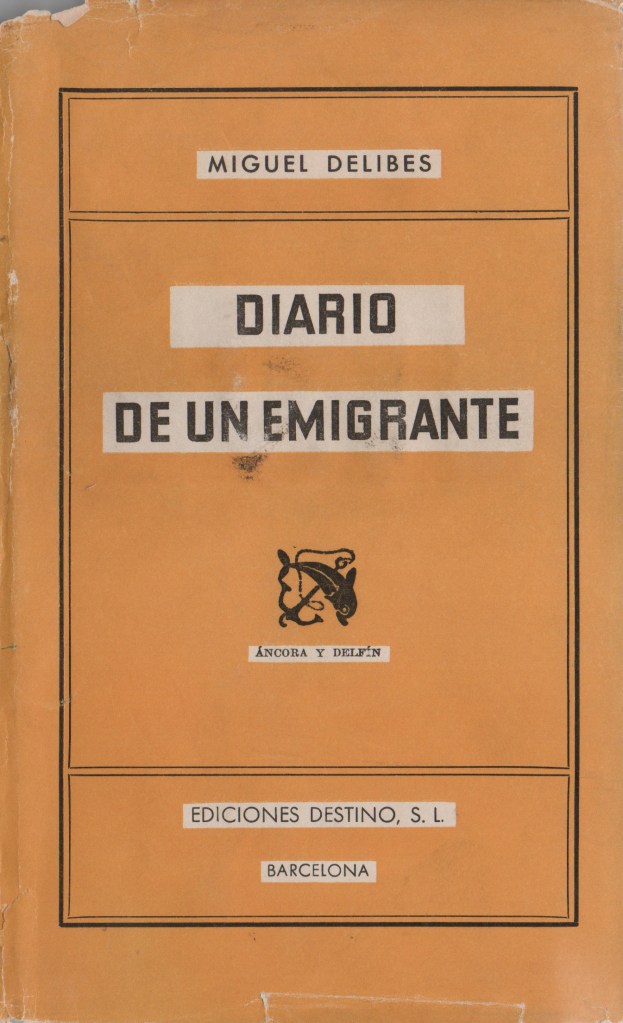 MIGUEL DELIBES
DIARIO
DE UN EMIGRANTE
ÁNCORA Y DELFÍN
EDICIONES DESTINO, S. L.
BARCELONA